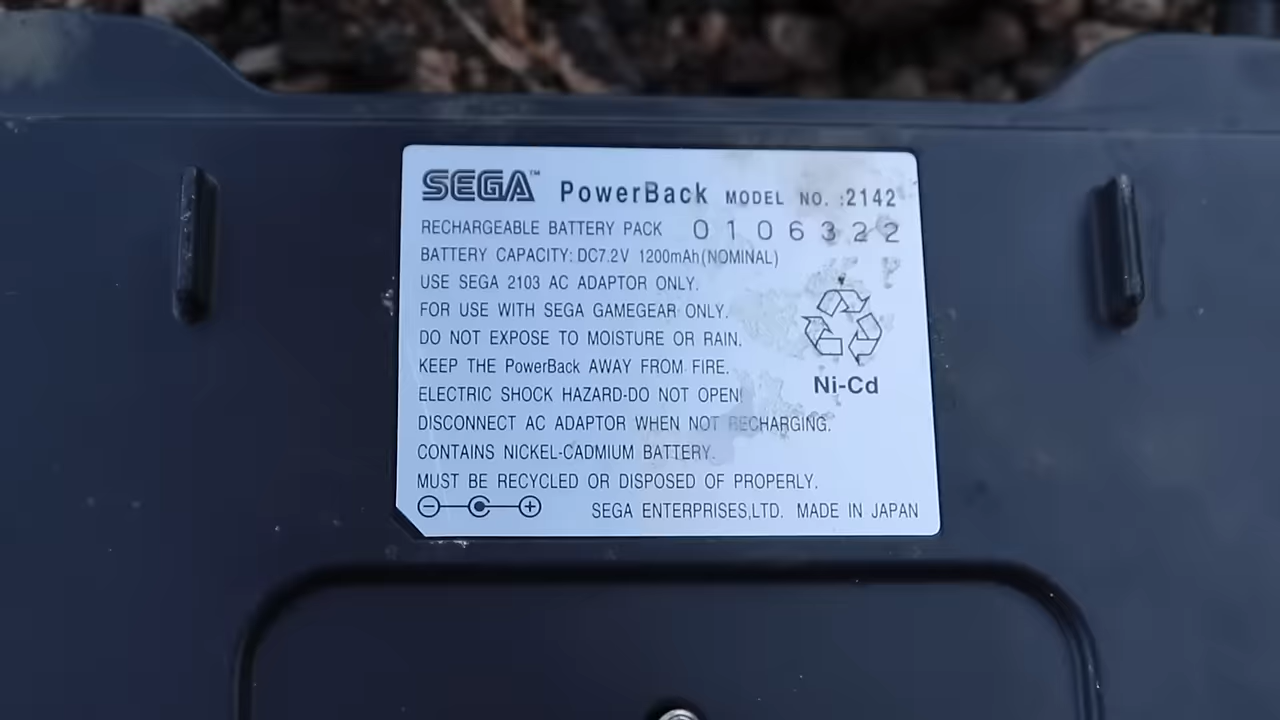 SEGA™ PowerBack MODEL NO. :2142
RECHARGEABLE BATTERY PACK 0106322
BATTERY CAPACITY: DC7.2V 1200mAh(NOMINAL)
USE SEGA 2103 AC ADAPTOR ONLY.
FOR USE WITH SEGA GAMEGEAR ONLY.
DO NOT EXPOSE TO MOISTURE OR RAIN.
KEEP THE PowerBack AWAY FROM FIRE.
Ni-Cd
ELECTRIC SHOCK HAZARD-DO NOT OPEN!
DISCONNECT AC ADAPTOR WHEN NOT RECHARGING.
CONTAINS NICKEL-CADMIUM BATTERY.
MUST BE RECYCLED OR DISPOSED OF PROPERLY.
SEGA ENTERPRISES,LTD. MADE IN JAPAN